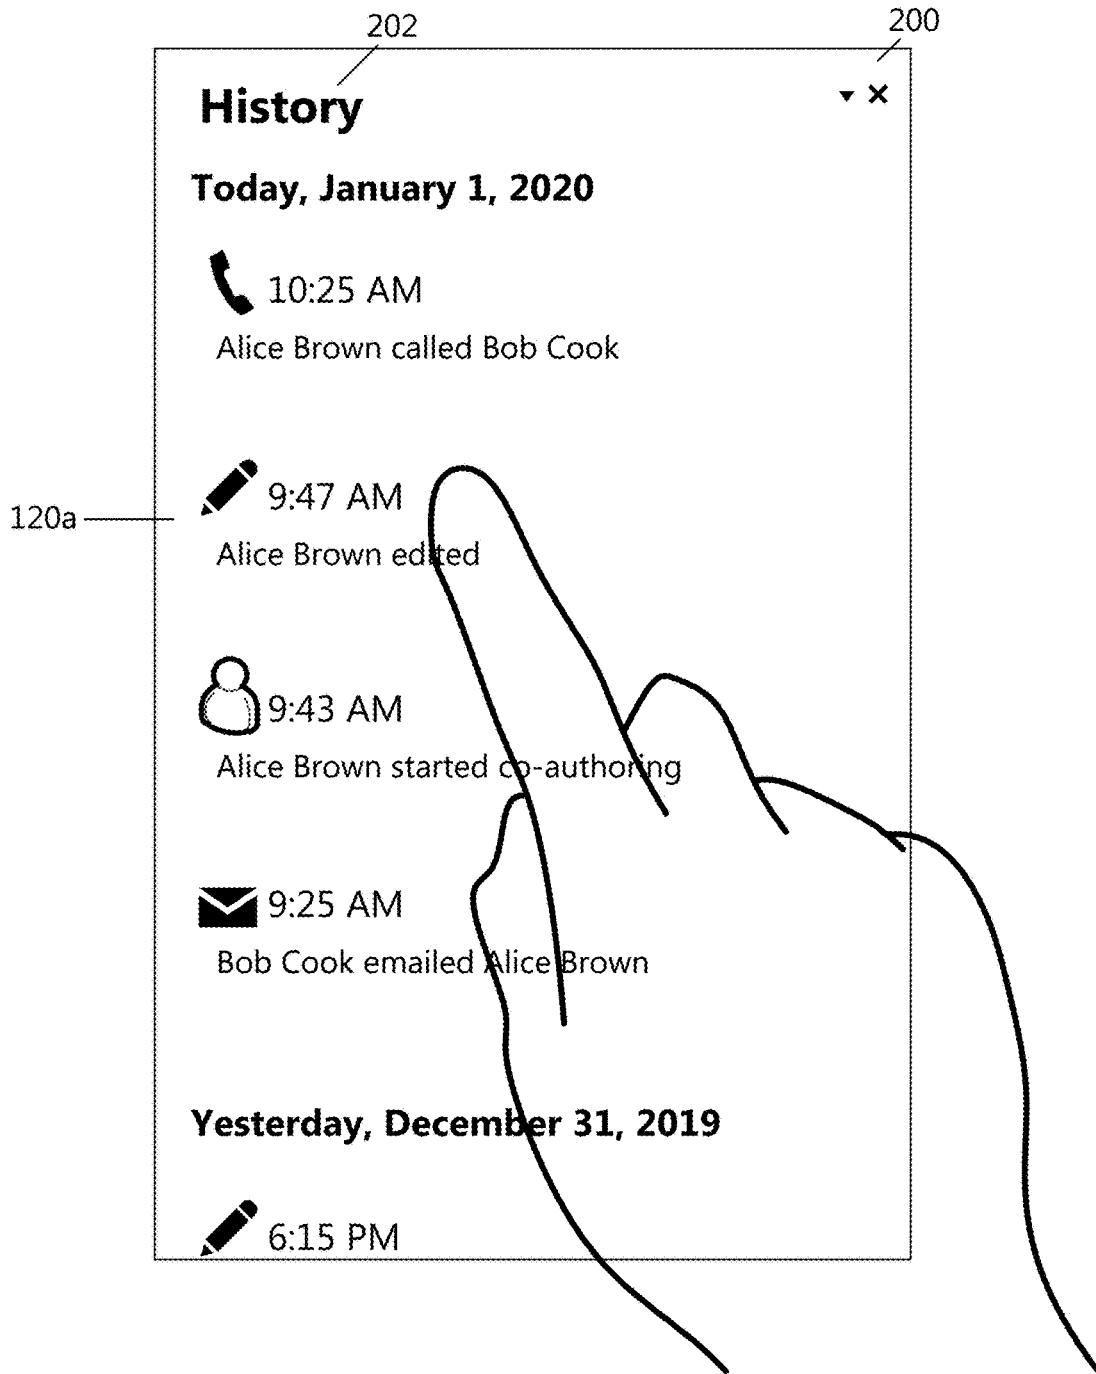 202
200
History
Today, January 1, 2020
10:25 AM
Alice Brown called Bob Cook
9:47 AM
120a
Alice Brown edited
9:43 AM
Alice Brown started co-authoring
9:25 AM
Bob Cook emailed Alice Brown
Yesterday, December 31, 2019
6:15 PM